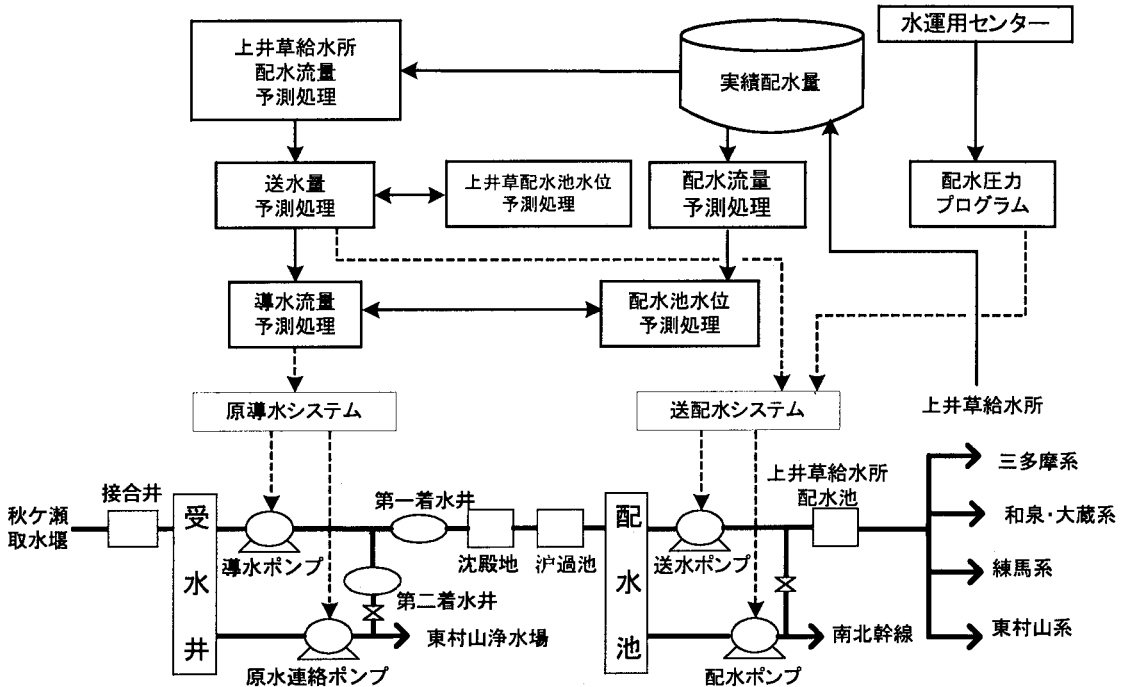 上井草給水所
配水流量
予測処理
実績配水量
水運用センター
送水量
予測処理
上井草配水池水位
予測処理
配水流量
予測処理
配水圧力
プログラム
導水流量
予測処理
配水池水位
予測処理
原導水システム
送配水システム
上井草給水所
秋ケ瀬
取水堰
接合井
受水井
導水ポンプ
第一着水井
沈殿地
沪過池
第二着水井
原水連絡ポンプ
東村山浄水場
配水池
送水ポンプ
上井草給水所
配水池
配水ポンプ
南北幹線
三多摩系
和泉・大蔵系
練馬系
東村山系